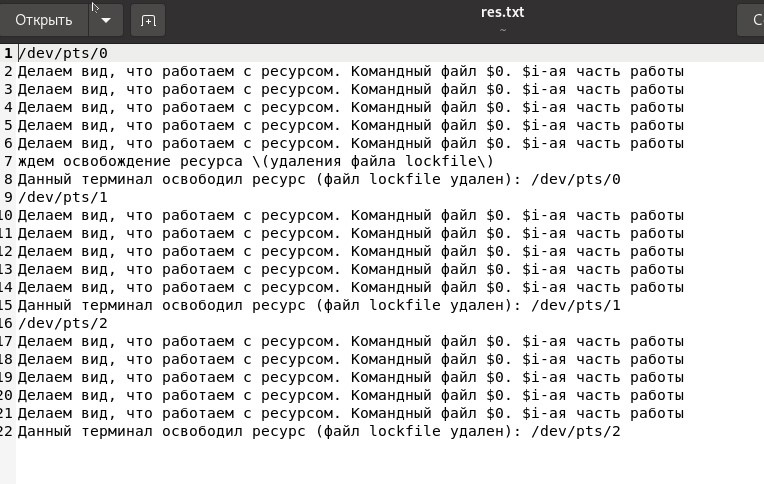 Открыть
res.txt
~
С
1 /dev/pts/0
2 Делаем вид, что работаем с ресурсом. Командный файл $0. $i-ая часть работы
3 Делаем вид, что работаем с ресурсом. Командный файл $0. $i-ая часть работы
4 Делаем вид, что работаем с ресурсом. Командный файл $0. $i-ая часть работы
5 Делаем вид, что работаем с ресурсом. Командный файл $0. $i-ая часть работы
6 Делаем вид, что работаем с ресурсом. Командный файл $0. $i-ая часть работы
7 ждем освобождение ресурса \(удаления файла lockfile\)
8 Данный терминал освободил ресурс (файл lockfile удален): /dev/pts/0
9 /dev/pts/1
10 Делаем вид, что работаем с ресурсом. Командный файл $0. $i-ая часть работы
11 Делаем вид, что работаем с ресурсом. Командный файл $0. $i-ая часть работы
12 Делаем вид, что работаем с ресурсом. Командный файл $0. $i-ая часть работы
13 Делаем вид, что работаем с ресурсом. Командный файл $0. $i-ая часть работы
14 Делаем вид, что работаем с ресурсом. Командный файл $0. $i-ая часть работы
15 Данный терминал освободил ресурс (файл lockfile удален): /dev/pts/1
16 /dev/pts/2
17 Делаем вид, что работаем с ресурсом. Командный файл $0. $i-ая часть работы
18 Делаем вид, что работаем с ресурсом. Командный файл $0. $i-ая часть работы
19 Делаем вид, что работаем с ресурсом. Командный файл $0. $i-ая часть работы
20 Делаем вид, что работаем с ресурсом. Командный файл $0. $i-ая часть работы
21 Делаем вид, что работаем с ресурсом. Командный файл $0. $i-ая часть работы
22 Данный терминал освободил ресурс (файл lockfile удален): /dev/pts/2